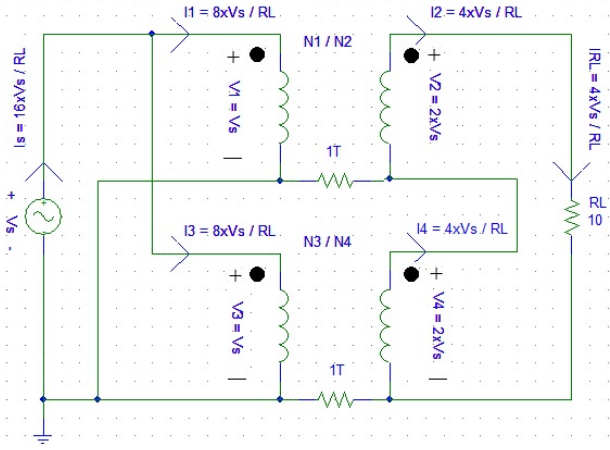 I1 = 8xVs / RL
I2 = 4xVs / RL
N1 / N2
+
+
V1 = Vs
V2 = 2xVs
Is = 16xVs / RL
IRL = 4xVs / RL
1T
+
Vs
-
RL
10
I3 = 8xVs / RL
N3 / N4
I4 = 4xVs / RL
+
+
V3 = Vs
V4 = 2xVs
1T